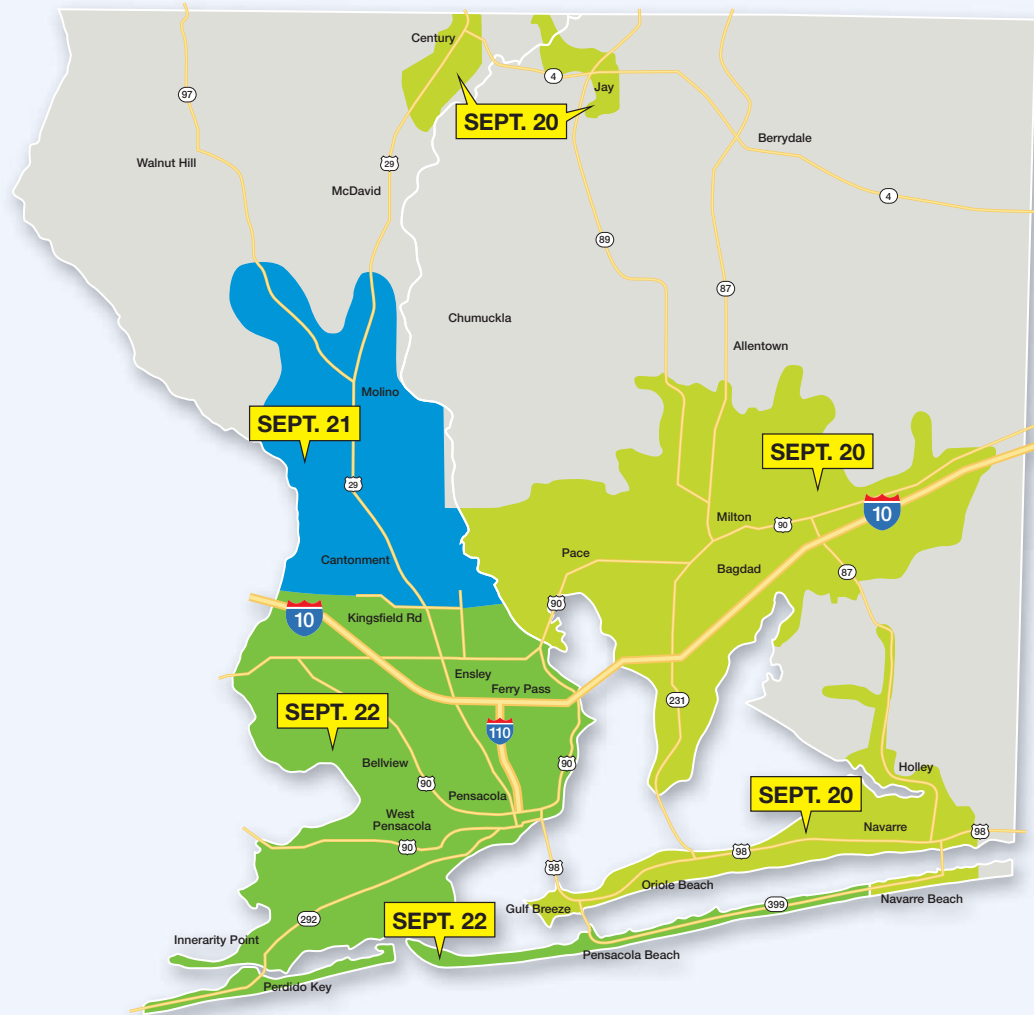 Century
4
Jay
97
SEPT. 20
Berrydale
Walnut Hill
29
McDavid
4
89
87
Chumuckla
Allentown
Molino
SEPT. 21
SEPT. 20
29
10
Milton
90
Cantonment
Pace
Bagdad
87
90
10
Kingsfield Rd
Ensley
Ferry Pass
231
SEPT. 22
110
Bellview
90
90
Holley
Pensacola
SEPT. 20
West
Pensacola
Navarre
90
98
98
98
Oriole Beach
Gulf Breeze
399
Navarre Beach
292
SEPT. 22
Innerarity Point
Pensacola Beach
Perdido Key